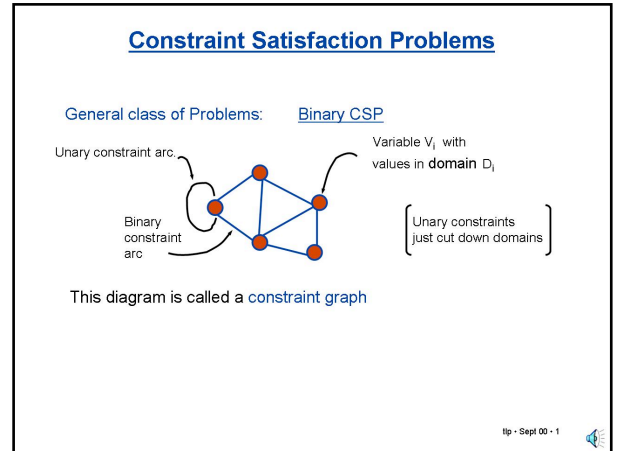 Constraint Satisfaction Problems
General class of Problems: Binary CSP
Unary constraint arc.
Variable Vi with
values in domain Di
Binary
constraint
arc
Unary constraints
just cut down domains
This diagram is called a constraint graph
tlp • Sept 00 • 1